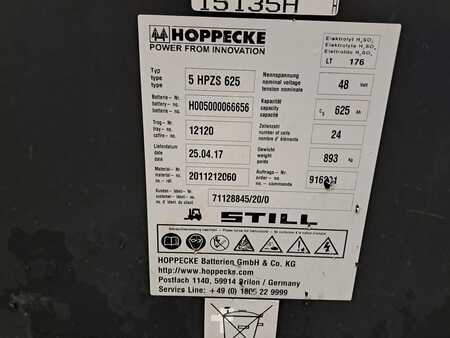 15135H
HOPPECKE
POWER FROM INNOVATION
Elektrolyt H2SO4
Electrolyte H2SO4
Elettrolito H2SO4
LT 176
Typ
type
type
5 HPZS 625
Nennspannung
nominal voltage
tension nominale
48 Volt
Batterie-Nr.
battery-no.
battery-no.
H005000066656
Kapazität
capacity
capacité
C5 625 Ah
Trog-Nr.
tray-no.
coffre-no.
12120
Zellenzahl
number of cells
nombre d'éléments
24
Lieferdatum
date
date
25.04.17
Gewicht
weight
poids
893 kg
Material-Nr.
material-no.
no.-réf.
2011212060
Auftrags-Nr.
order-no.
no.-commande
Kunden-Ident-Nr.
customer-Ident-no.
no. d'ident. du client
71128845/20/0
STILL
HOPPECKE Batterien GmbH & Co. KG
http://www.hoppecke.com
Postfach 1140, 59914 Brilon / Germany
Service Line: +49 (0) 1805 22 9999